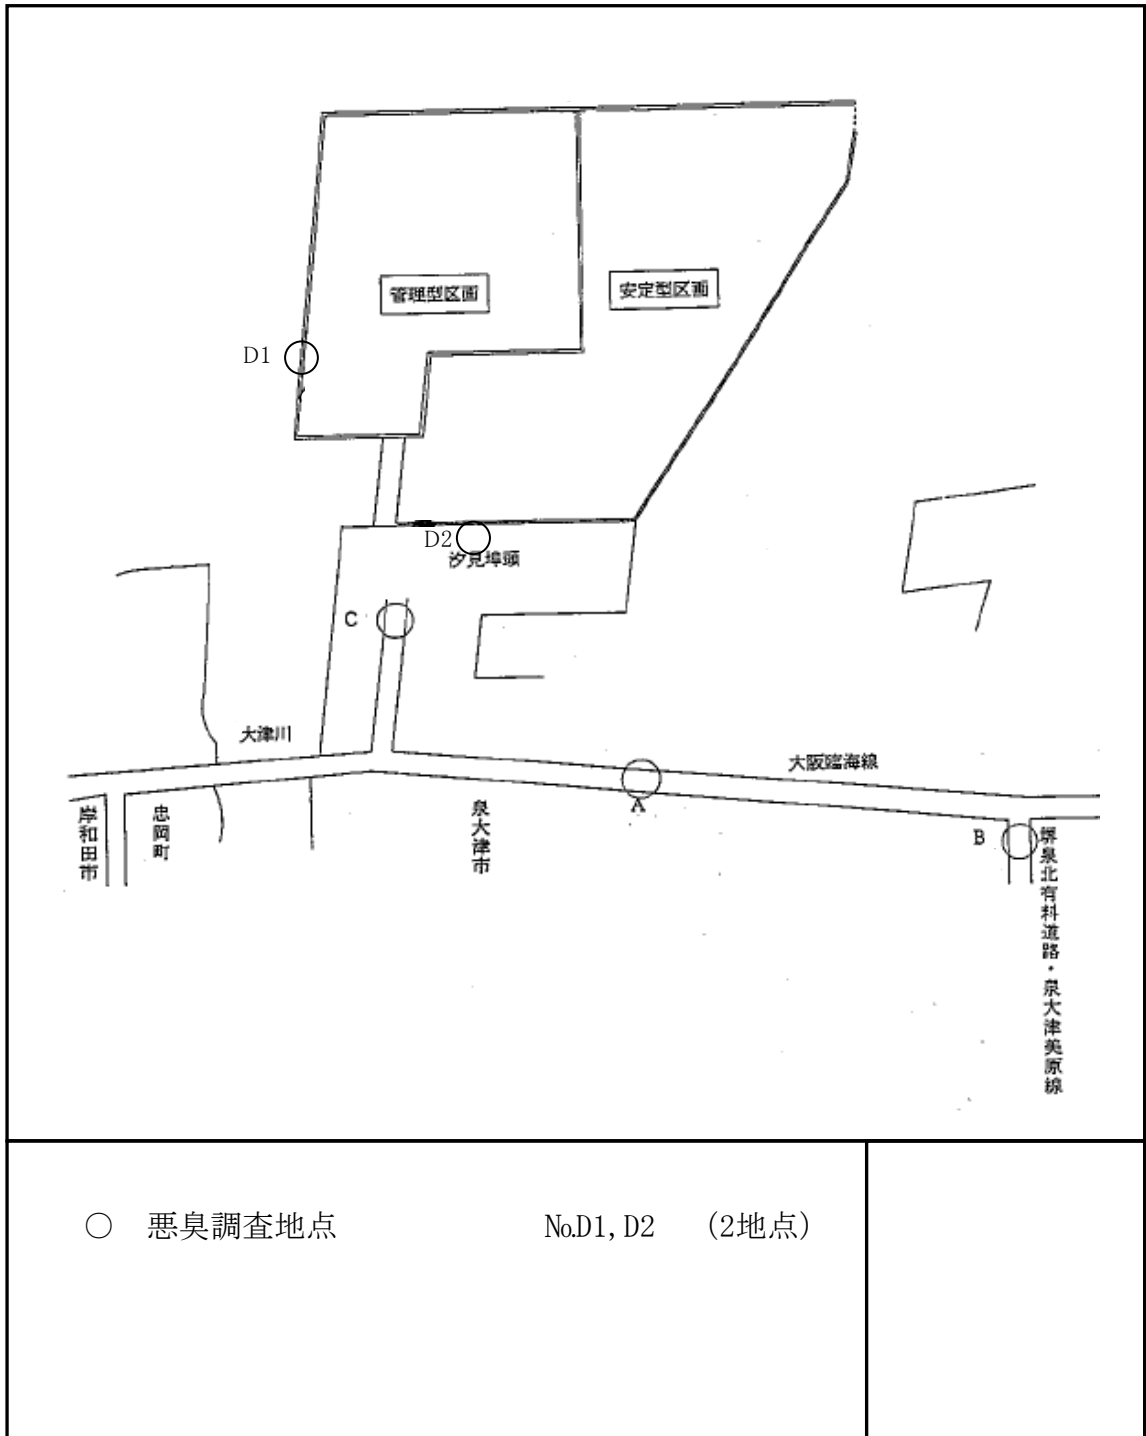 管理型区画
安定型区画
D1
D2
汐見埠頭
C
大津川
大阪臨海線
A
B
岸和田市
忠岡町
泉大津市
堺泉北有料道路・泉大津美原線
○ 悪臭調査地点 №D1,D2 (2地点)